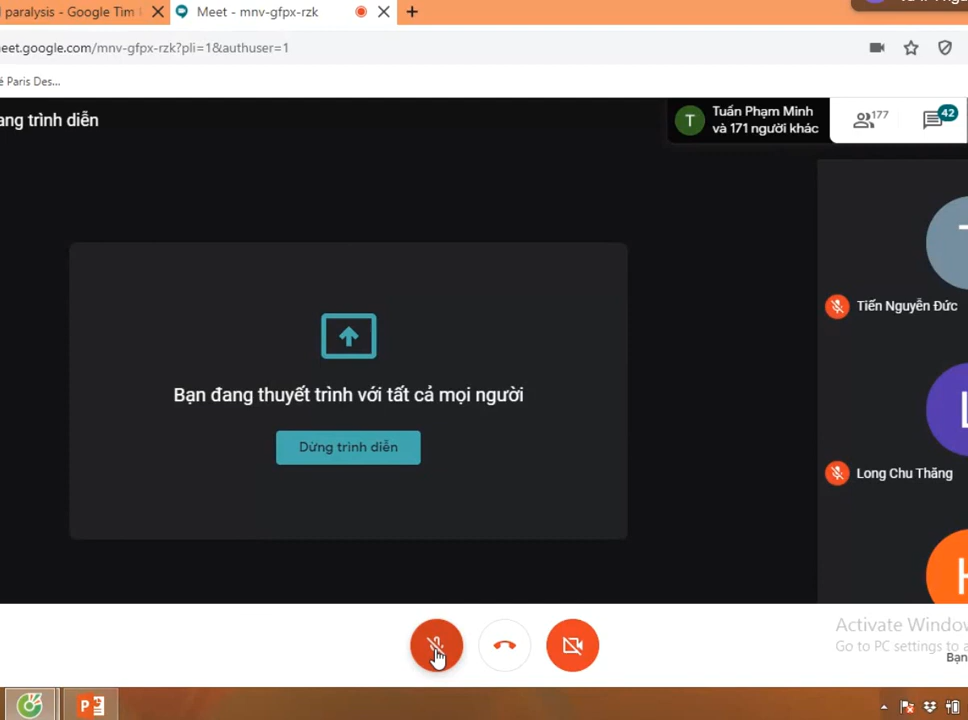 paralysis - Google Tìm
Meet - mnv-gfpx-rzk
eet.google.com/mnv-gfpx-rzk?pli=1&authuser=1
é Paris Des...
ang trình diễn
T
Tuấn Phạm Minh
và 171 người khác
177
42
Tiến Nguyễn Đức
Bạn đang thuyết trình với tất cả mọi người
Dừng trình diễn
L
Long Chu Thăng
Activate Window
Go to PC settings to a
Bạn
P